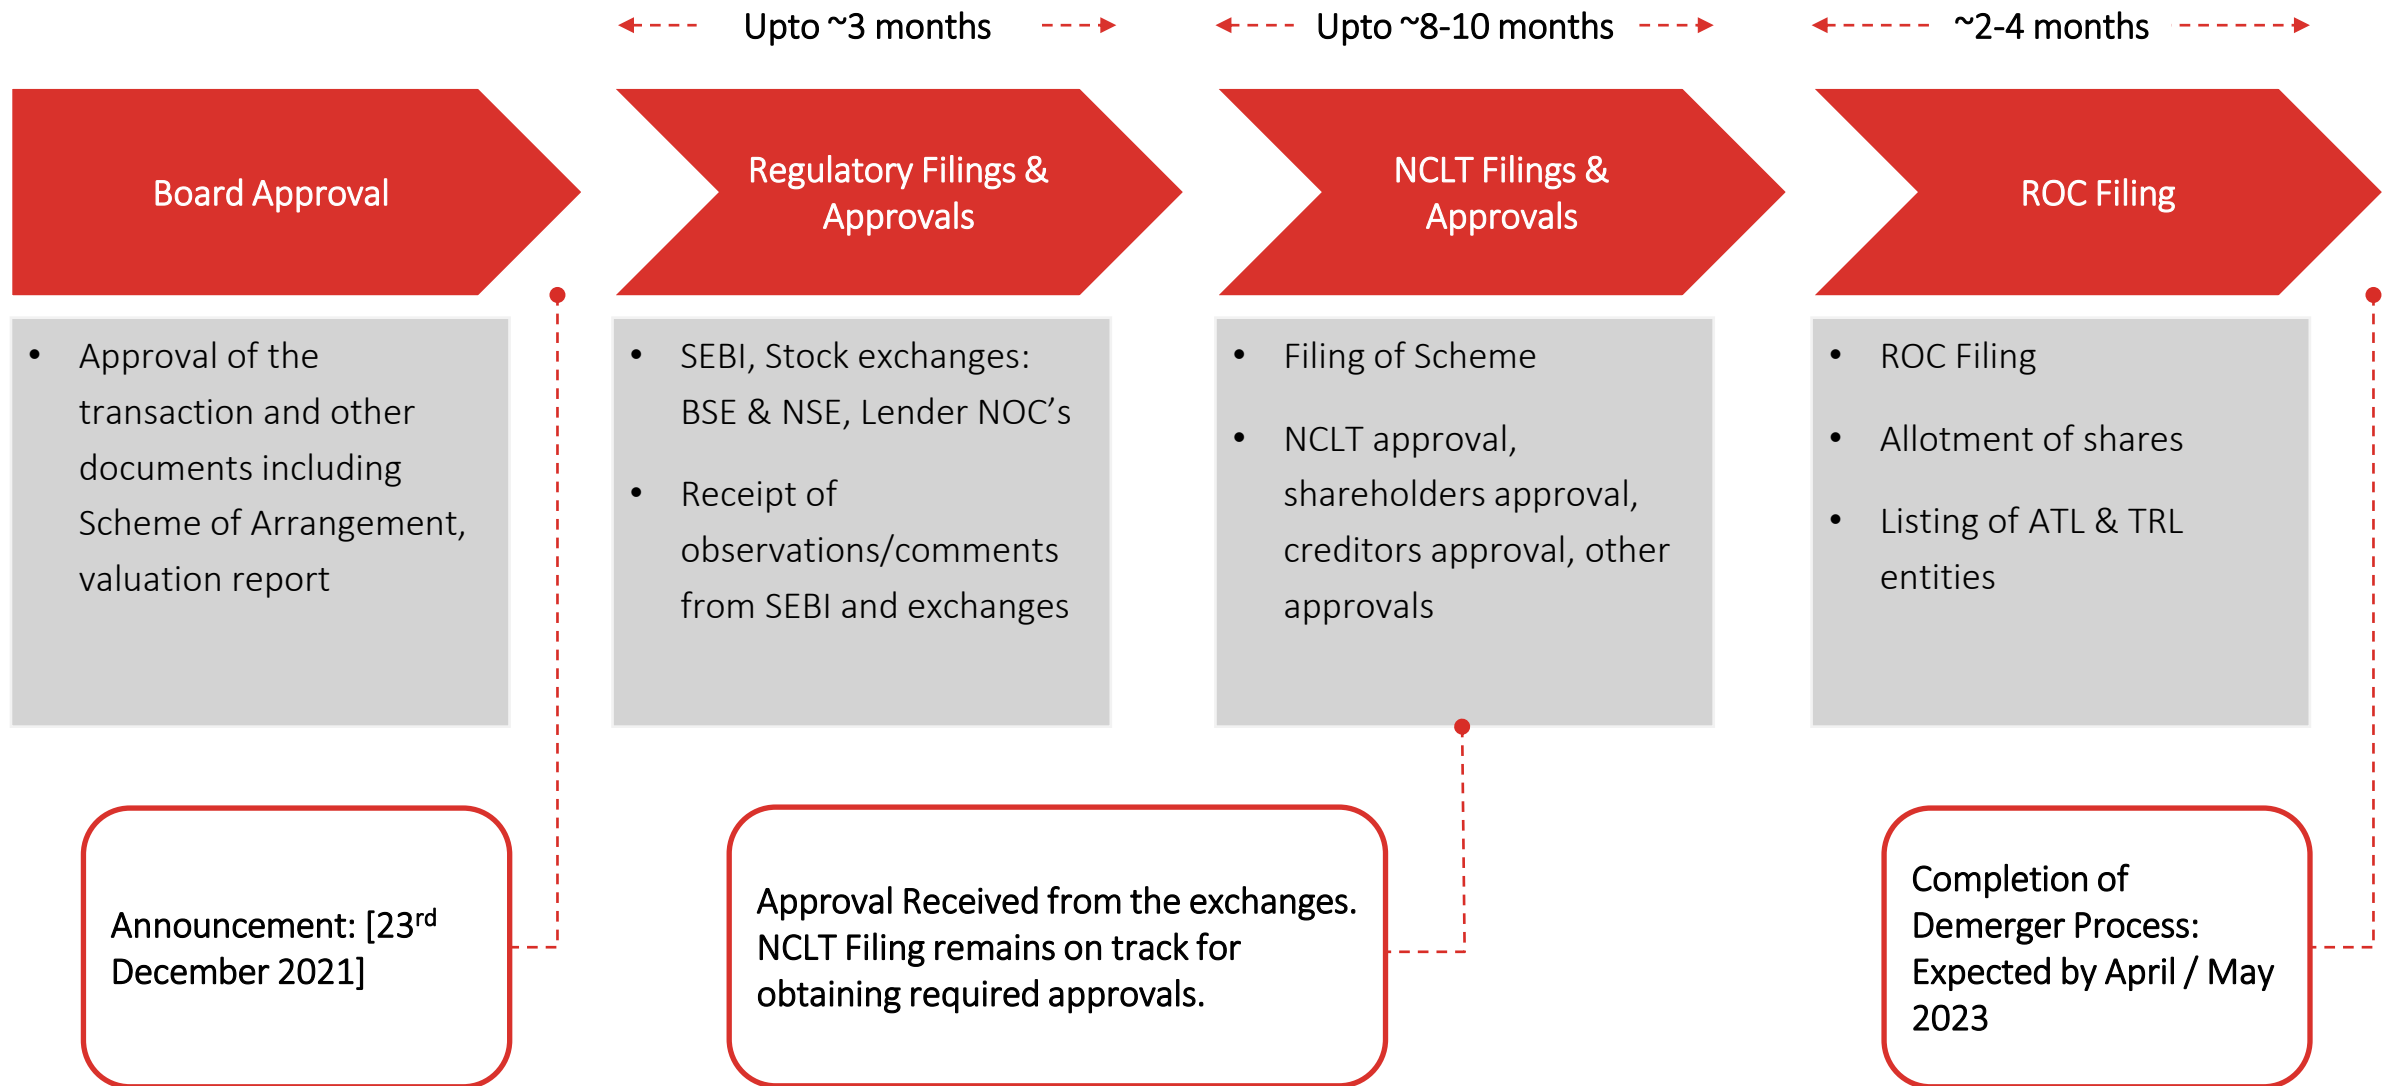 Upto ~3 months
Upto ~8-10 months
~2-4 months
Board Approval
Regulatory Filings &
Approvals
NCLT Filings &
Approvals
ROC Filing
• Approval of the
transaction and other
documents including
Scheme of Arrangement,
valuation report
• SEBI, Stock exchanges:
BSE & NSE, Lender NOC’s
• Receipt of
observations/comments
from SEBI and exchanges
• Filing of Scheme
• NCLT approval,
shareholders approval,
creditors approval, other
approvals
• ROC Filing
• Allotment of shares
• Listing of ATL & TRL
entities
Announcement: [23rd
December 2021]
Approval Received from the exchanges.
NCLT Filing remains on track for
obtaining required approvals.
Completion of
Demerger Process:
Expected by April / May
2023